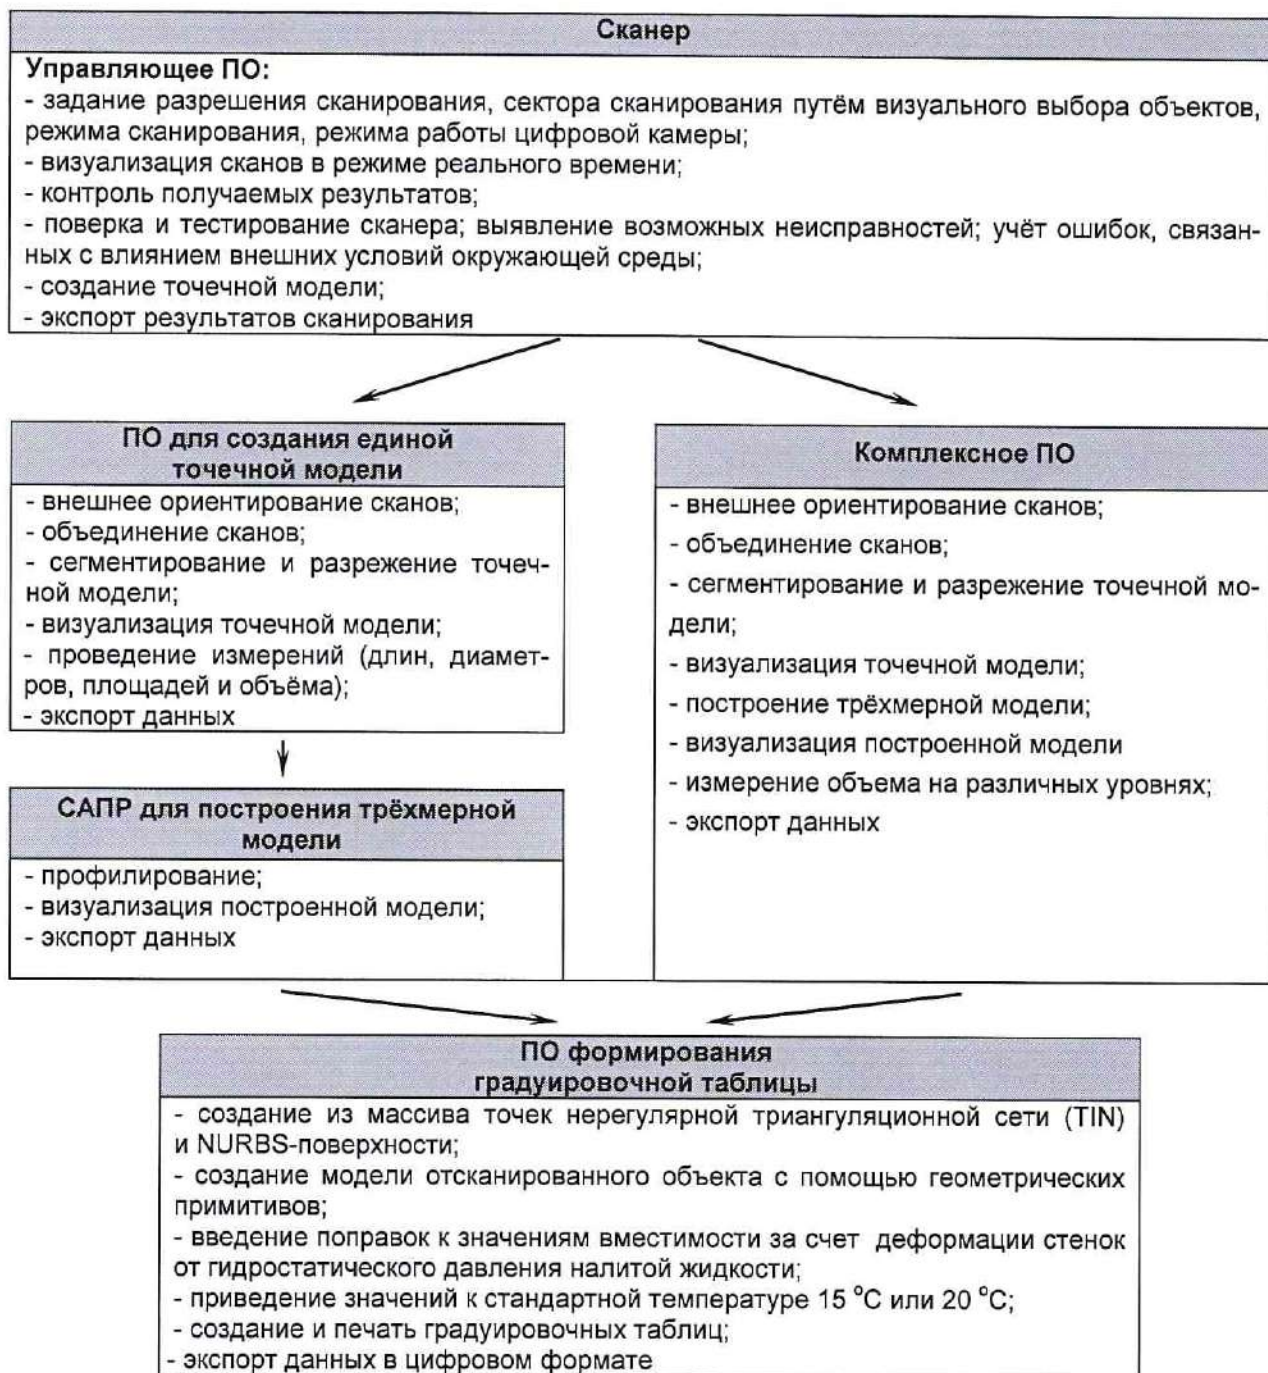 Сканер
Управляющее ПО:
- задание разрешения сканирования, сектора сканирования путём визуального выбора объектов,
режима сканирования, режима работы цифровой камеры;
- визуализация сканов в режиме реального времени;
- контроль получаемых результатов;
- поверка и тестирование сканера; выявление возможных неисправностей; учёт ошибок, связан-
ных с влиянием внешних условий окружающей среды;
- создание точечной модели;
- экспорт результатов сканирования
ПО для создания единой
точечной модели
- внешнее ориентирование сканов;
- объединение сканов;
- сегментирование и разрежение точеч-
ной модели;
- визуализация точечной модели;
- проведение измерений (длин, диамет-
ров, площадей и объёма);
- экспорт данных
САПР для построения трёхмерной
модели
- профилирование;
- визуализация построенной модели;
- экспорт данных
Комплексное ПО
- внешнее ориентирование сканов;
- объединение сканов;
- сегментирование и разрежение точечной мо-
дели;
- визуализация точечной модели;
- построение трёхмерной модели;
- визуализация построенной модели
- измерение объема на различных уровнях;
- экспорт данных
ПО формирования
градуировочной таблицы
- создание из массива точек нерегулярной триангуляционной сети (TIN)
и NURBS-поверхности;
- создание модели отсканированного объекта с помощью геометрических
примитивов;
- введение поправок к значениям вместимости за счет деформации стенок
от гидростатического давления налитой жидкости;
- приведение значений к стандартной температуре 15 °С или 20 °С;
- создание и печать градуировочных таблиц;
- экспорт данных в цифровом формате